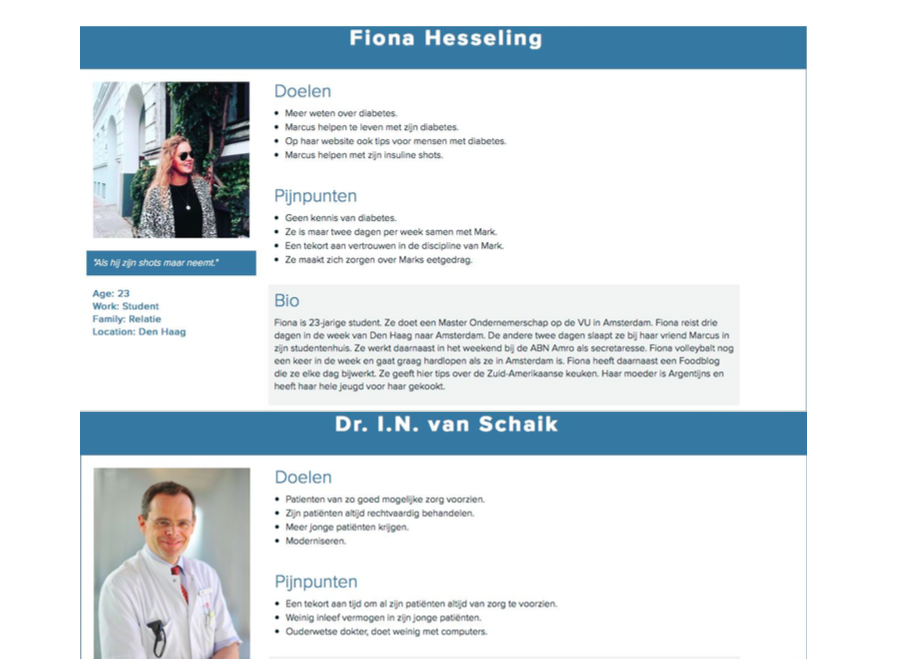 Fiona Hesseling
Doelen
• Meer weten over diabetes.
• Marcus helpen te leven met zijn diabetes.
• Op haar website ook tips voor mensen met diabetes.
• Marcus helpen met zijn insuline shots.
Pijnpunten
• Geen kennis van diabetes.
• Ze is maar twee dagen per week samen met Mark.
• Een tekort aan vertrouwen in de discipline van Mark.
• Ze maakt zich zorgen over Marks eetgedrag.
"Als hij zijn shots maar neemt."
Age: 23
Work: Student
Family: Relatie
Location: Den Haag
Bio
Fiona is 23-jarige student. Ze doet een Master Ondernemerschap op de VU in Amsterdam. Fiona reist drie
dagen in de week van Den Haag naar Amsterdam. De andere twee dagen slaapt ze bij haar vriend Marcus in
zijn studentenhuis. Ze werkt daarnaast in het weekend bij de ABN Amro als secretaresse. Fiona volleybalt nog
een keer in de week en gaat graag hardlopen als ze in Amsterdam is. Fiona heeft daarnaast een Foodblog
die ze elke dag bijwerkt. Ze geeft hier tips over de Zuid-Amerikaanse keuken. Haar moeder is Argentijns en
heeft haar hele jeugd voor haar gekookt.
Dr. I.N. van Schaik
Doelen
• Patienten van zo goed mogelijke zorg voorzien.
• Zijn patiënten altijd rechtvaardig behandelen.
• Meer jonge patiënten krijgen.
• Moderniseren.
Pijnpunten
• Een tekort aan tijd om al zijn patiënten altijd van zorg te voorzien.
• Weinig inleef vermogen in zijn jonge patiënten.
• Ouderwetse dokter, doet weinig met computers.